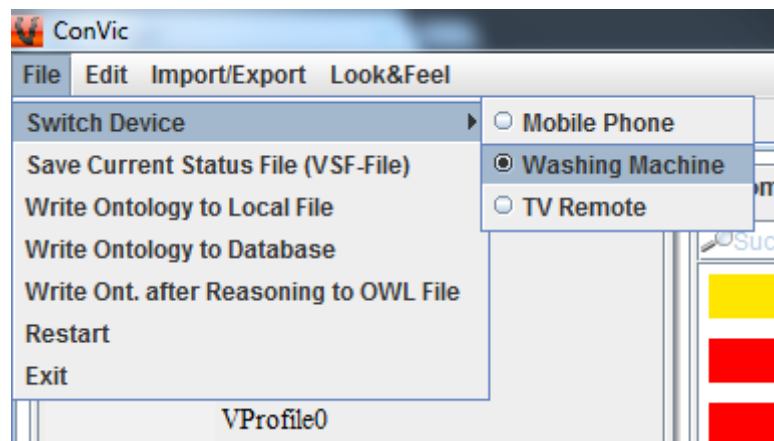 ConVic
File Edit Import/Export Look&Feel
Switch Device
Mobile Phone
Save Current Status File (VSF-File)
Washing Machine
Write Ontology to Local File
TV Remote
Write Ontology to Database
Write Ont. after Reasoning to OWL File
Restart
Exit
VProfile0